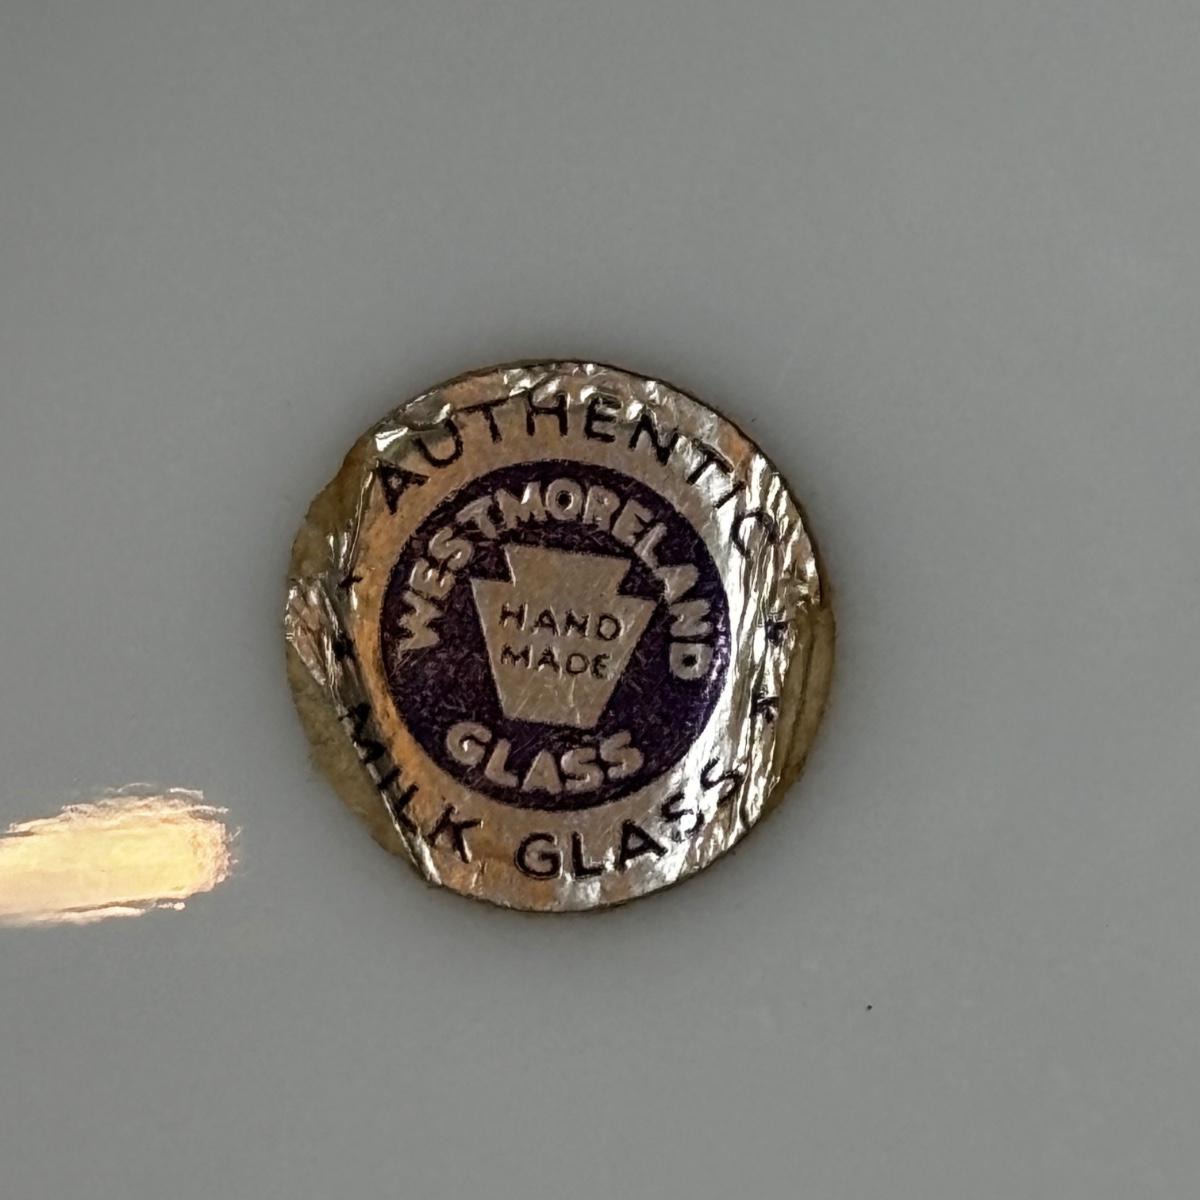 AUTHENTIC
WESTMORELAND
HAND
MADE
GLASS
MILK GLASS